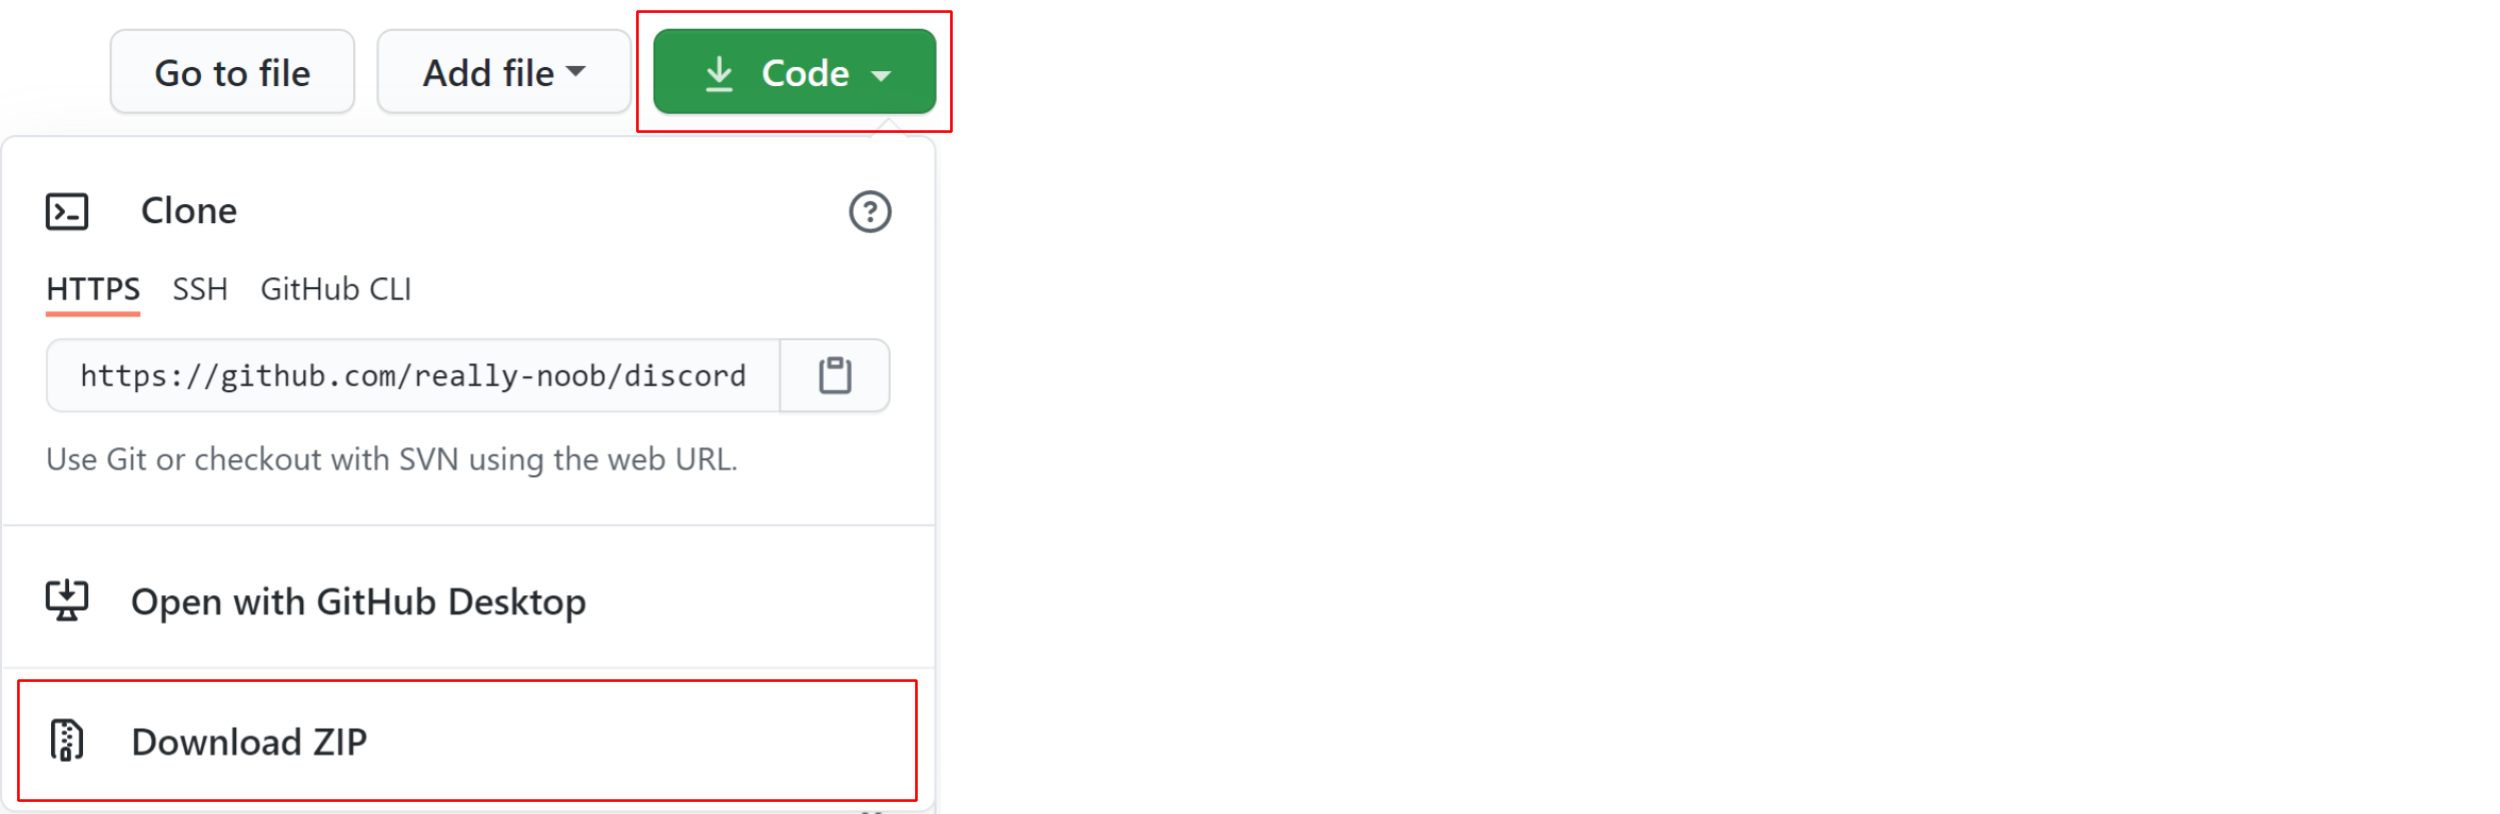 Go to file Add file Code
Clone
HTTPS SSH GitHub CLI
https://github.com/really-noob/discord
Use Git or checkout with SVN using the web URL.
Open with GitHub Desktop
Download ZIP